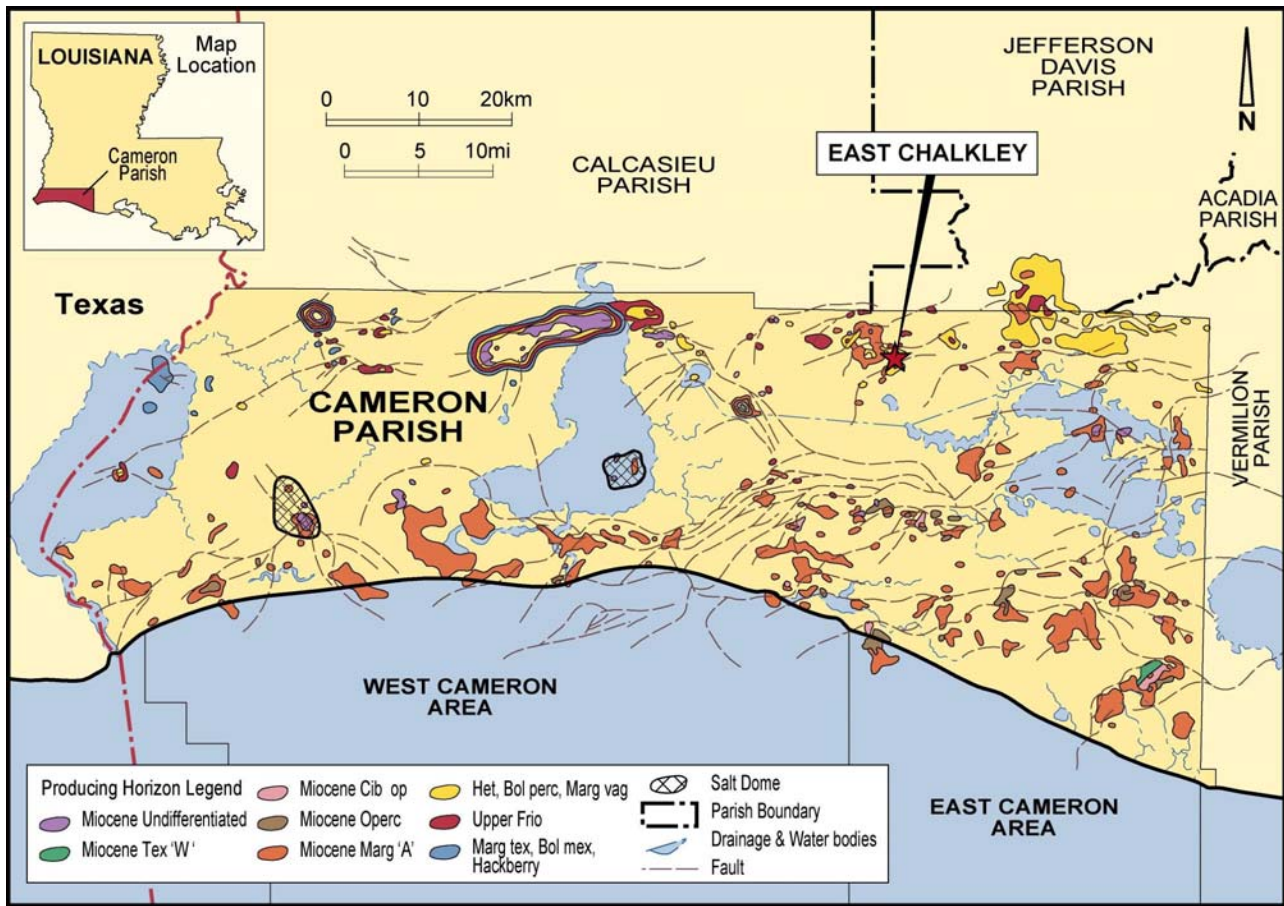 LOUISIANA
Map
Location
Cameron
Parish
0 10 20km
0 5 10mi
JEFFERSON
DAVIS
PARISH
N
EAST CHALKLEY
CALCASIEU
PARISH
ACADIA
PARISH
Texas
CAMERON
PARISH
VERMILION
PARISH
WEST CAMERON
AREA
EAST CAMERON
AREA
Producing Horizon Legend
Miocene Undifferentiated
Miocene Tex 'W'
Miocene Cib op
Miocene Operc
Miocene Marg 'A'
Het, Bol perc, Marg vag
Upper Frio
Marg tex, Bol mex,
Hackberry
Salt Dome
Parish Boundary
Drainage & Water bodies
Fault